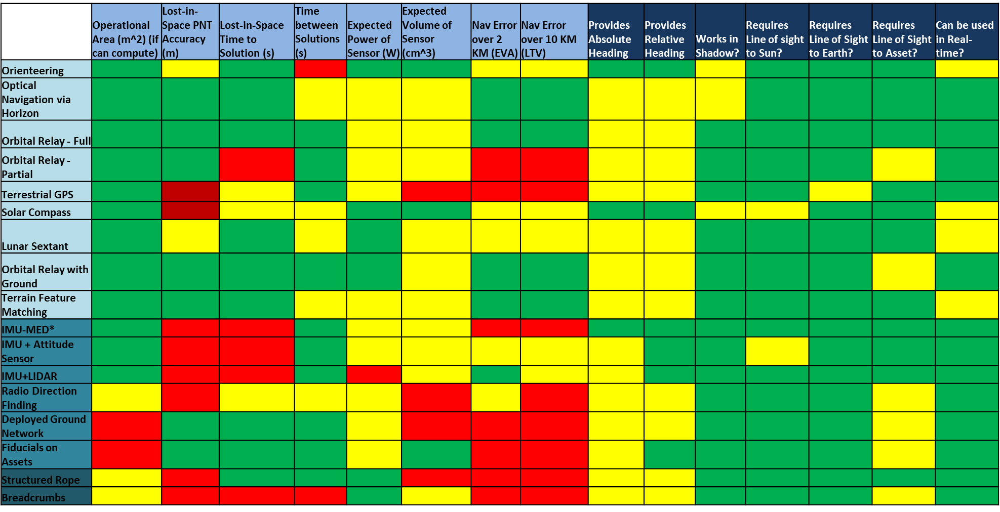 Operational
Area (m^2) (if
can compute)
Lost-in-
Space PNT
Accuracy
(m)
Lost-in-Space
Time to
Solution (s)
Time
between
Solutions
(s)
Expected
Power of
Sensor (W)
Expected
Volume of
Sensor
(cm^3)
Nav Error
over 2
KM (EVA)
Nav Error
over 10 KM
(LTV)
Provides
Absolute
Heading
Provides
Relative
Heading
Works in
Shadow?
Requires
Line of sight
to Sun?
Requires
Line of Sight
to Earth?
Requires
Line of Sight
to Asset?
Can be used
in Real-
time?
Orienteering
Optical
Navigation via
Horizon
Orbital Relay - Full
Orbital Relay -
Partial
Terrestrial GPS
Solar Compass
Lunar Sextant
Orbital Relay with
Ground
Terrain Feature
Matching
IMU-MED*
IMU + Attitude
Sensor
IMU+LIDAR
Radio Direction
Finding
Deployed Ground
Network
Fiducials on
Assets
Structured Rope
Breadcrumbs